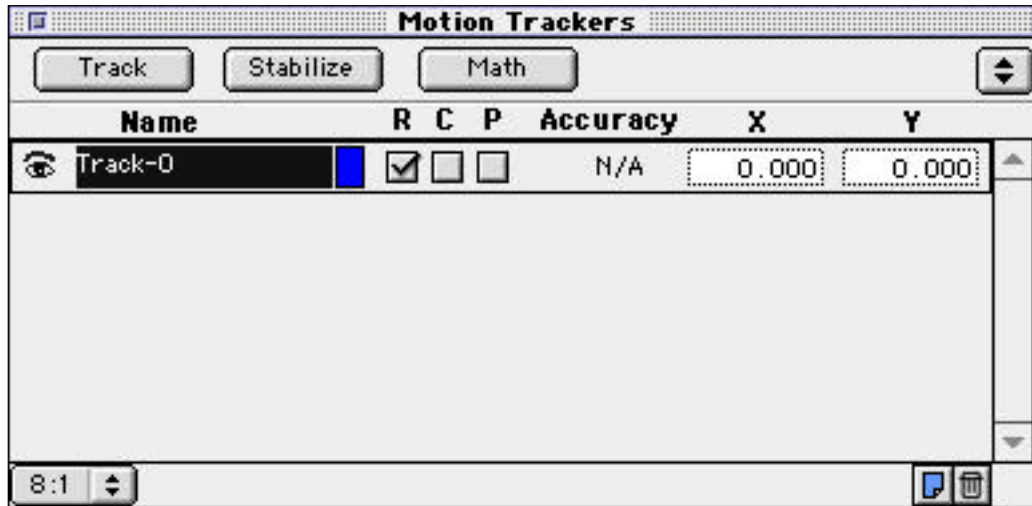 Motion Trackers
Track Stabilize Math
Name R C P Accuracy X Y
Track-0 N/A 0.000 0.000
8:1